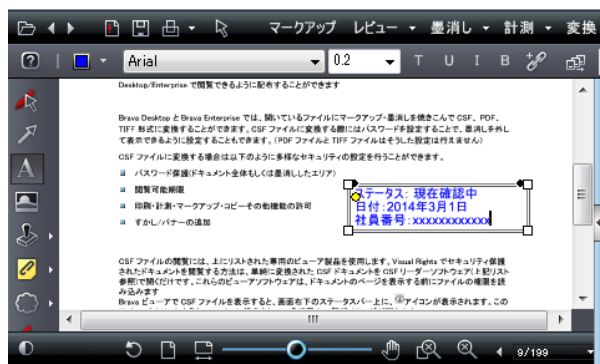 マークアップ レビュー 墨消し 計測 変換
Arial 0.2 T U I B
Desktop/Enterprise で閲覧できるように配布することができます
Brava Desktop と Brava Enterprise では、開いているファイルにマークアップ・墨消しを焼きこんで CSF、PDF、
TIFF 形式に変換することができます。CSF ファイルに変換する際にはパスワードを設定することで、墨消しを外し
て表示できるように設定することもできます。(PDF ファイルと TIFF ファイルはそうした設定は行えません)
CSF ファイルに変換する場合は以下のように多様なセキュリティの設定を行うことができます。
パスワード保護(ドキュメント全体もしくは墨消ししたエリア)
閲覧可能期限
印刷・計測・マークアップ・コピーその他機能の許可
すかし/バナーの追加
ステータス: 現在確認中
日付:2014年3月1日
社員番号:xxxxxxxxxxxx
CSF ファイルの閲覧には、上にリストされた専用のビューア製品を使用します。Visual Rights でセキュリティ保護
されたドキュメントを閲覧する方法は、単純に変換された CSF ドキュメントを CSF リーダーソフトウェア(上記リスト
参照)で開くだけです。これらのビューアソフトウェアは、ドキュメントのページを表示する前にファイルの権限を読
み込みます
Brava ビューアで CSF ファイルを表示すると、画面右下のステータスバー上に、アイコンが表示されます。この
9/199